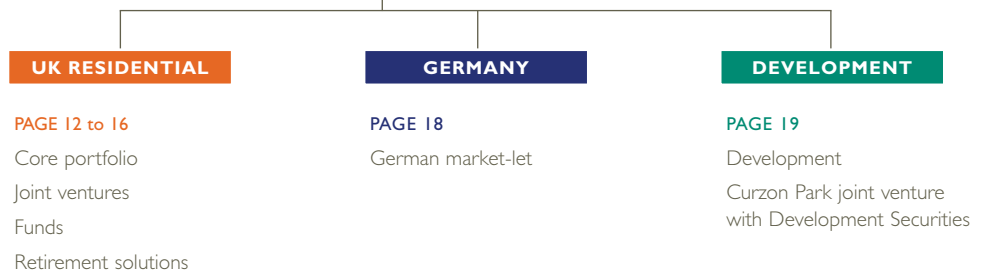 UK RESIDENTIAL
PAGE 12 to 16
Core portfolio
Joint ventures
Funds
Retirement solutions
GERMANY
PAGE 18
German market-let
DEVELOPMENT
PAGE 19
Development
Curzon Park joint venture
with Development Securities